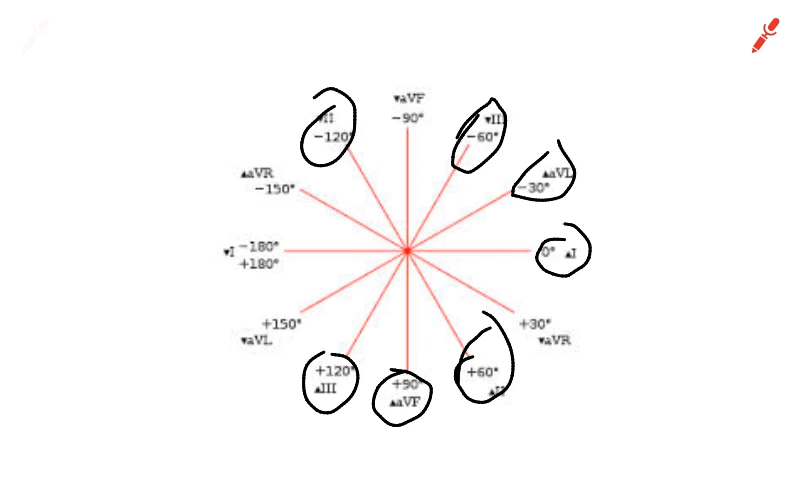 ▼aVF
−90°
▼II
−120°
▼III
−60°
▲aVR
−150°
▲aVL
−30°
▼I −180°
+180°
0° ▲I
+150°
▼aVL
+30°
▼aVR
+120°
▲III
+90°
▲aVF
+60°
▲II